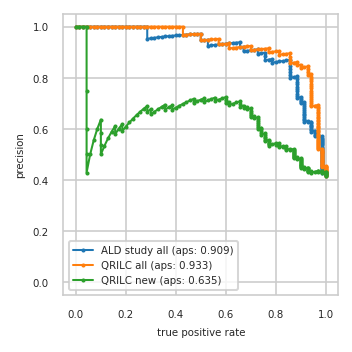 1.0
0.8
0.6
0.4
0.2
0.0
precision
ALD study all (aps: 0.909)
QRILC all (aps: 0.933)
QRILC new (aps: 0.635)
0.0 0.2 0.4 0.6 0.8 1.0
true positive rate